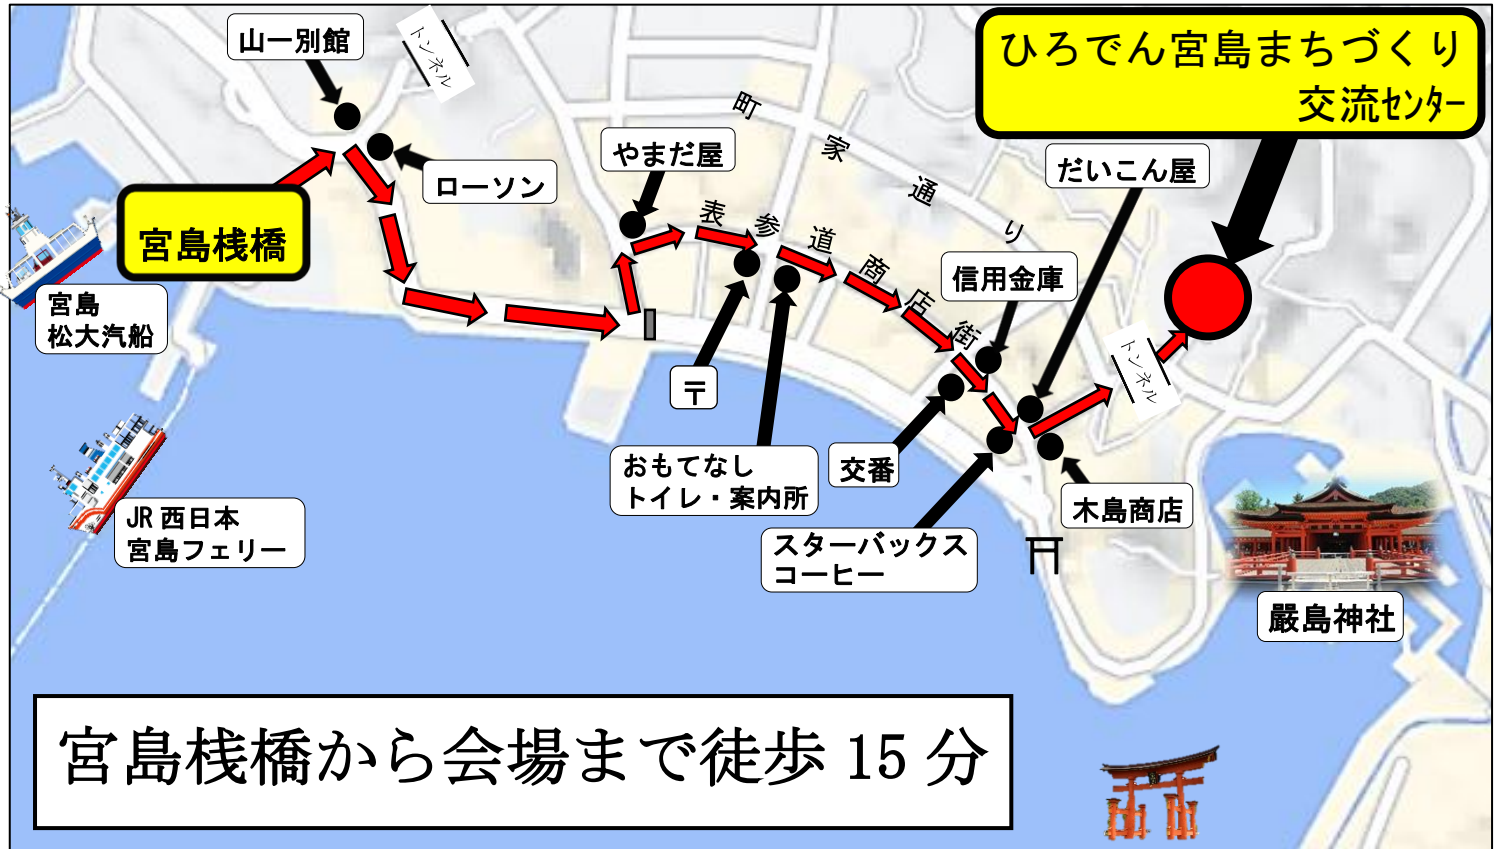 山一別館
トンネル
ひろでん宮島まちづくり
交流ｾﾝﾀｰ
町家通り
やまだ屋
だいこん屋
ローソン
表参道商店街
宮島桟橋
信用金庫
宮島
松大汽船
トンネル
〒
おもてなし
トイレ・案内所
交番
木島商店
JR 西日本
宮島フェリー
スターバックス
コーヒー
嚴島神社
宮島桟橋から会場まで徒歩 15 分